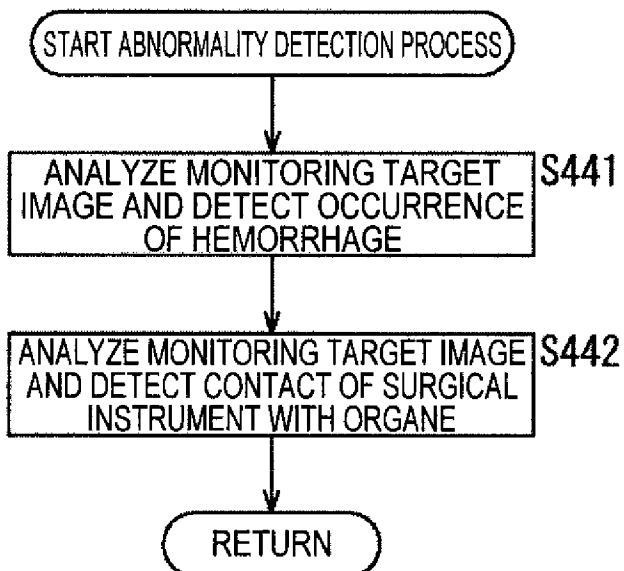 START ABNORMALITY DETECTION PROCESS
ANALYZE MONITORING TARGET
IMAGE AND DETECT OCCURRENCE
OF HEMORRHAGE
S441
ANALYZE MONITORING TARGET IMAGE
AND DETECT CONTACT OF SURGICAL
INSTRUMENT WITH ORGANE
S442
RETURN